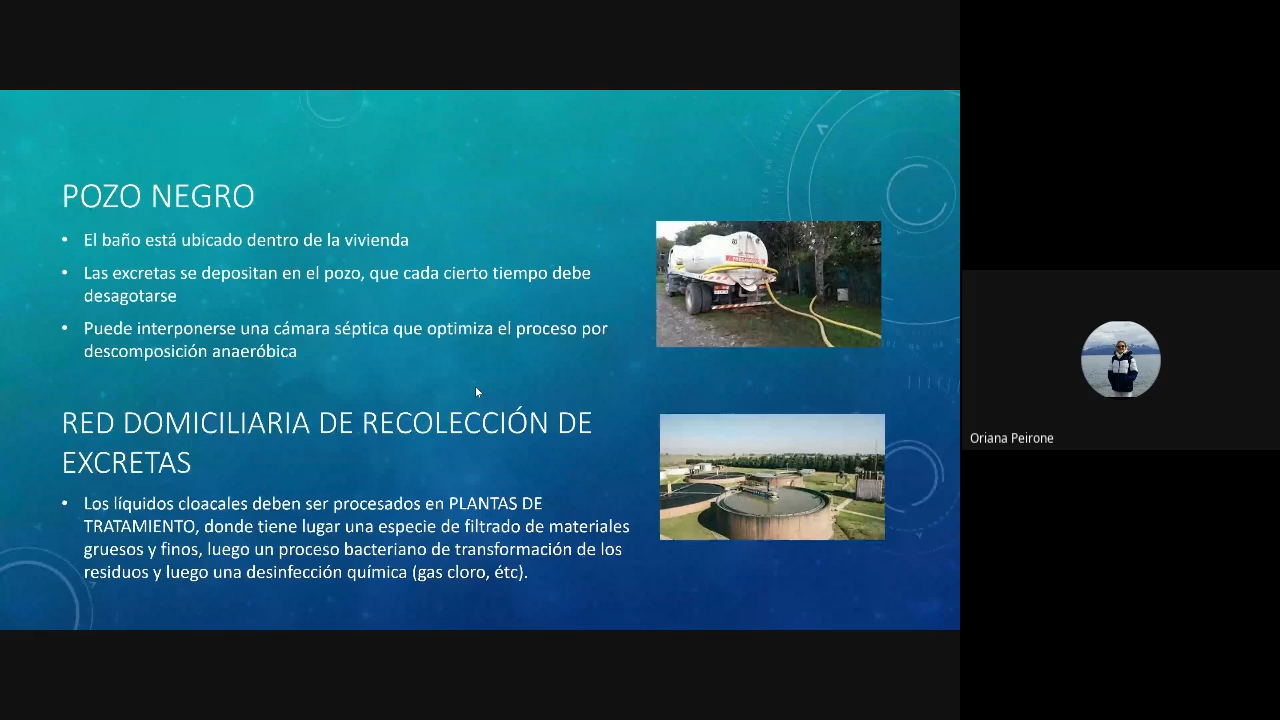 POZO NEGRO
• El baño está ubicado dentro de la vivienda
• Las excretas se depositan en el pozo, que cada cierto tiempo debe
desagotarse
• Puede interponerse una cámara séptica que optimiza el proceso por
descomposición anaeróbica
RED DOMICILIARIA DE RECOLECCIÓN DE
EXCRETAS
• Los líquidos cloacales deben ser procesados en PLANTAS DE
TRATAMIENTO, donde tiene lugar una especie de filtrado de materiales
gruesos y finos, luego un proceso bacteriano de transformación de los
residuos y luego una desinfección química (gas cloro, étc).
Oriana Peirone